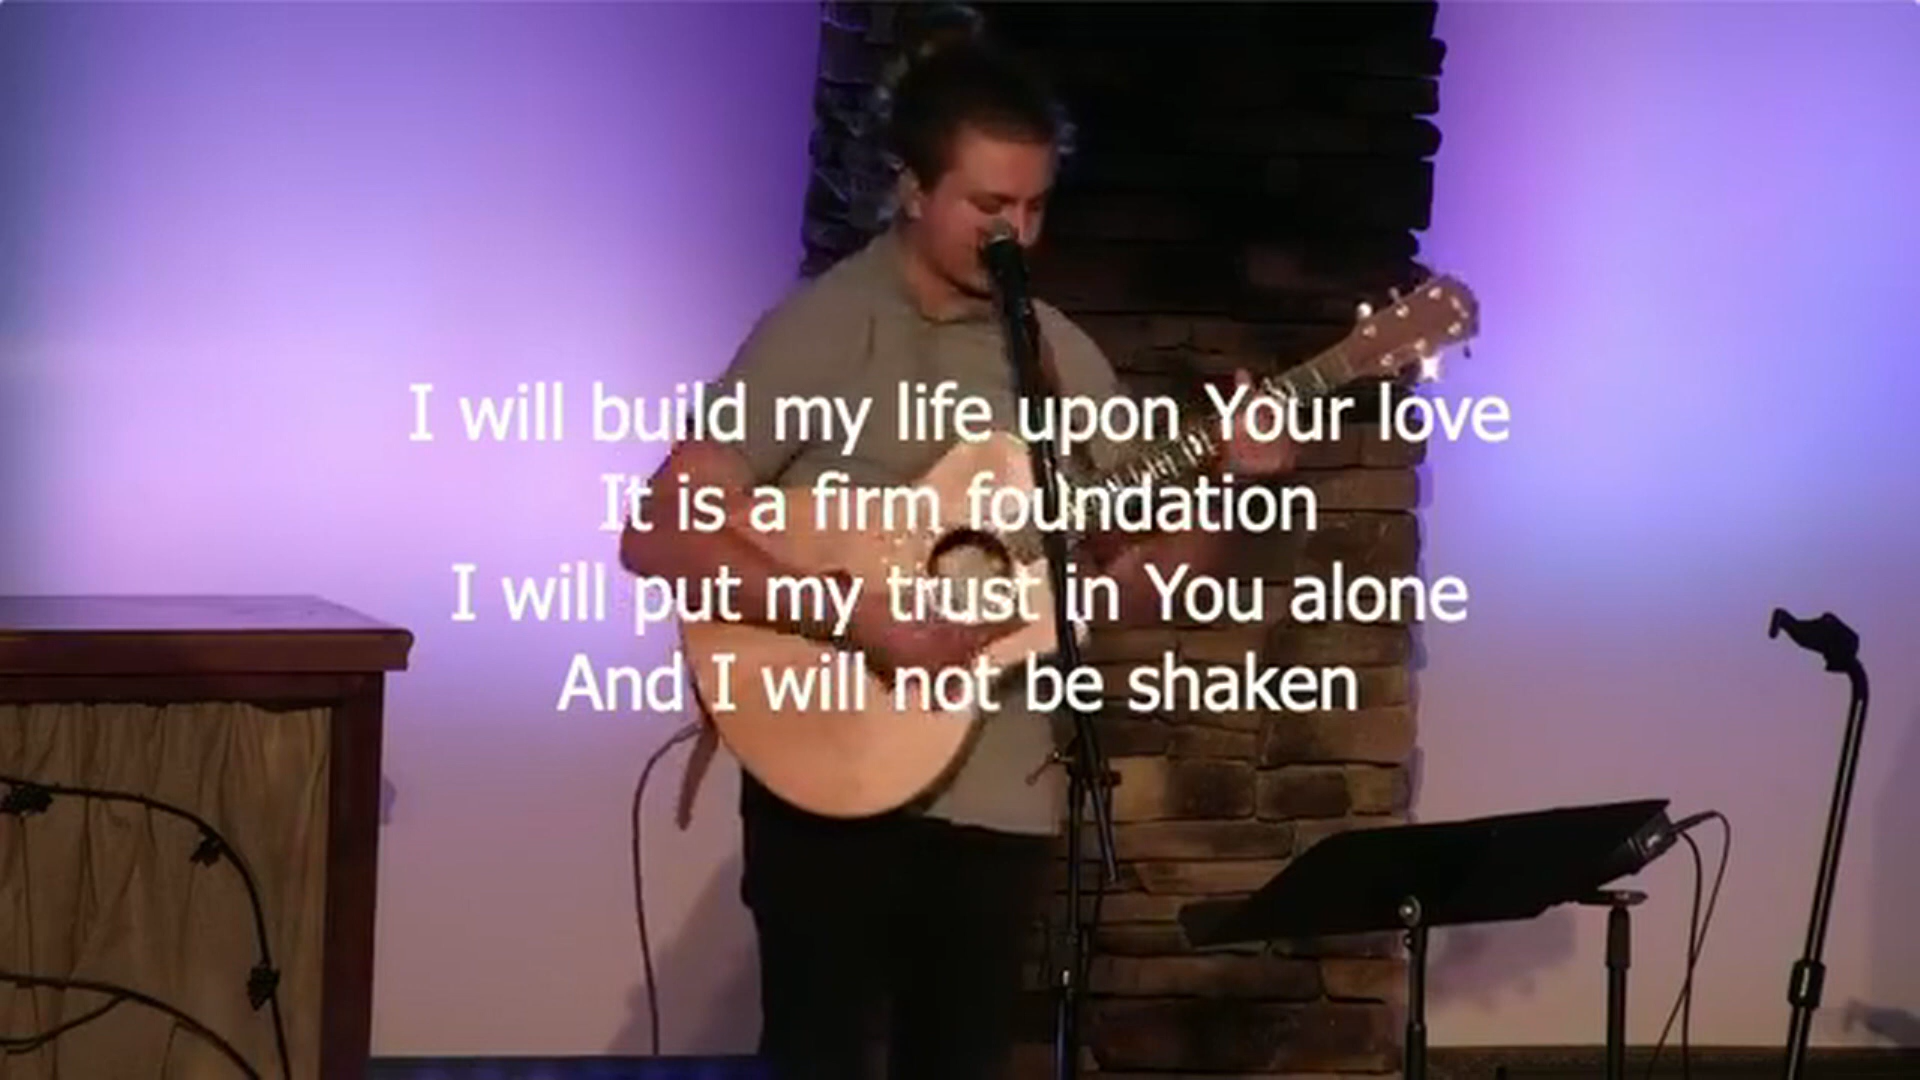 I will build my life upon Your love
It is a firm foundation
I will put my trust in You alone
And I will not be shaken